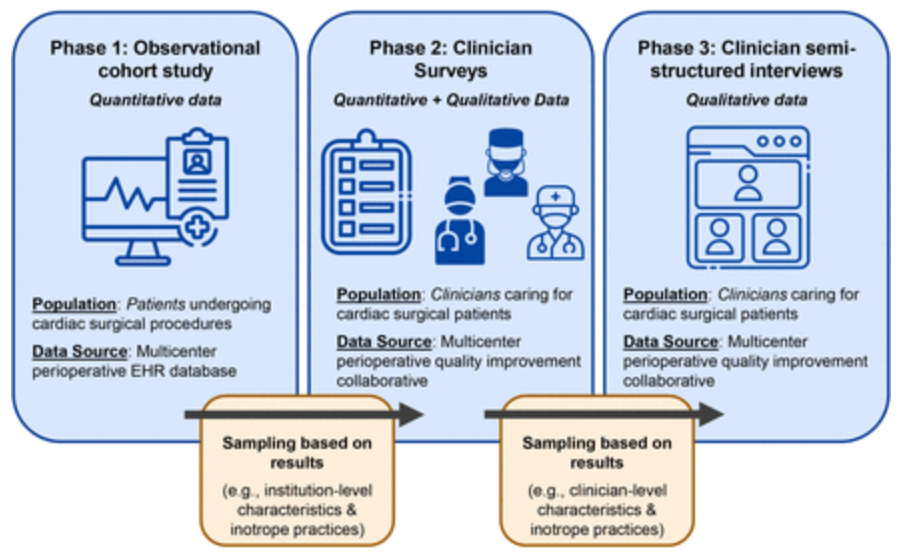 Phase 1: Observational
cohort study
Quantitative data
Population: Patients undergoing
cardiac surgical procedures
Data Source: Multicenter
perioperative EHR database
Phase 2: Clinician
Surveys
Quantitative + Qualitative Data
Population: Clinicians caring for
cardiac surgical patients
Data Source: Multicenter
perioperative quality improvement
collaborative
Phase 3: Clinician semi-
structured interviews
Qualitative data
Population: Clinicians caring for
cardiac surgical patients
Data Source: Multicenter
perioperative quality improvement
collaborative
Sampling based on
results
(e.g., institution-level
characteristics &
inotrope practices)
Sampling based on
results
(e.g., clinician-level
characteristics &
inotrope practices)